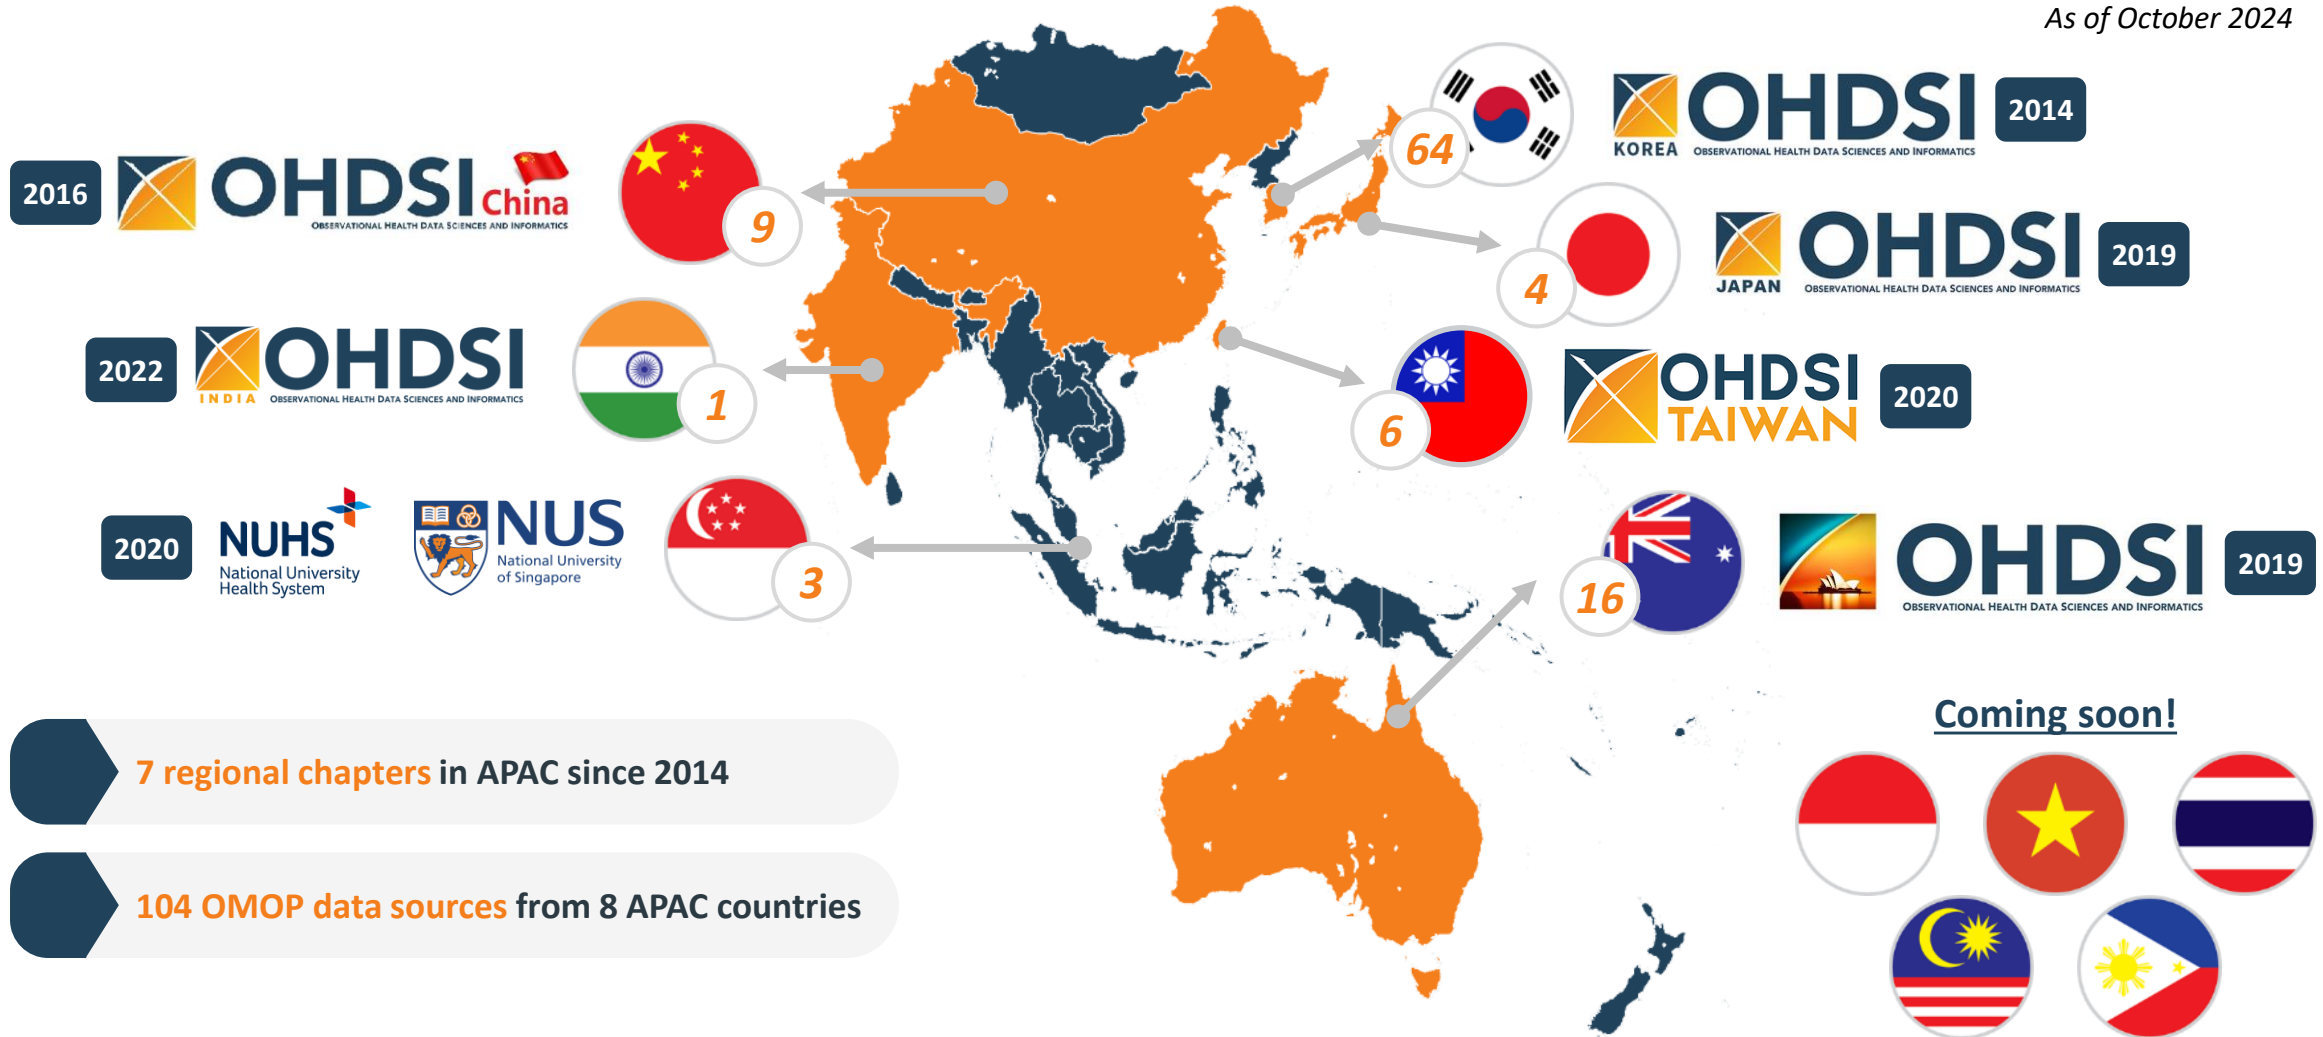 As of October 2024
2016
OHDSI China
OBSERVATIONAL HEALTH DATA SCIENCES AND INFORMATICS
9
64
KOREA
OHDSI
OBSERVATIONAL HEALTH DATA SCIENCES AND INFORMATICS
2014
4
JAPAN
OHDSI
OBSERVATIONAL HEALTH DATA SCIENCES AND INFORMATICS
2019
2022
INDIA
OHDSI
OBSERVATIONAL HEALTH DATA SCIENCES AND INFORMATICS
1
6
OHDSI
TAIWAN
2020
2020
NUHS
National University
Health System
NUS
National University
of Singapore
3
16
OHDSI
OBSERVATIONAL HEALTH DATA SCIENCES AND INFORMATICS
2019
7 regional chapters in APAC since 2014
104 OMOP data sources from 8 APAC countries
Coming soon!